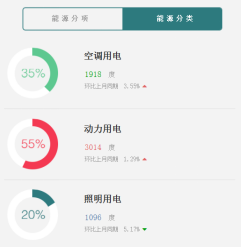 能源分项 能源分类
空调用电
35%
1918 度
环比上月同期 3.55%
动力用电
55%
3014 度
环比上月同期 1.29%
照明用电
20%
1096 度
环比上月同期 5.17%